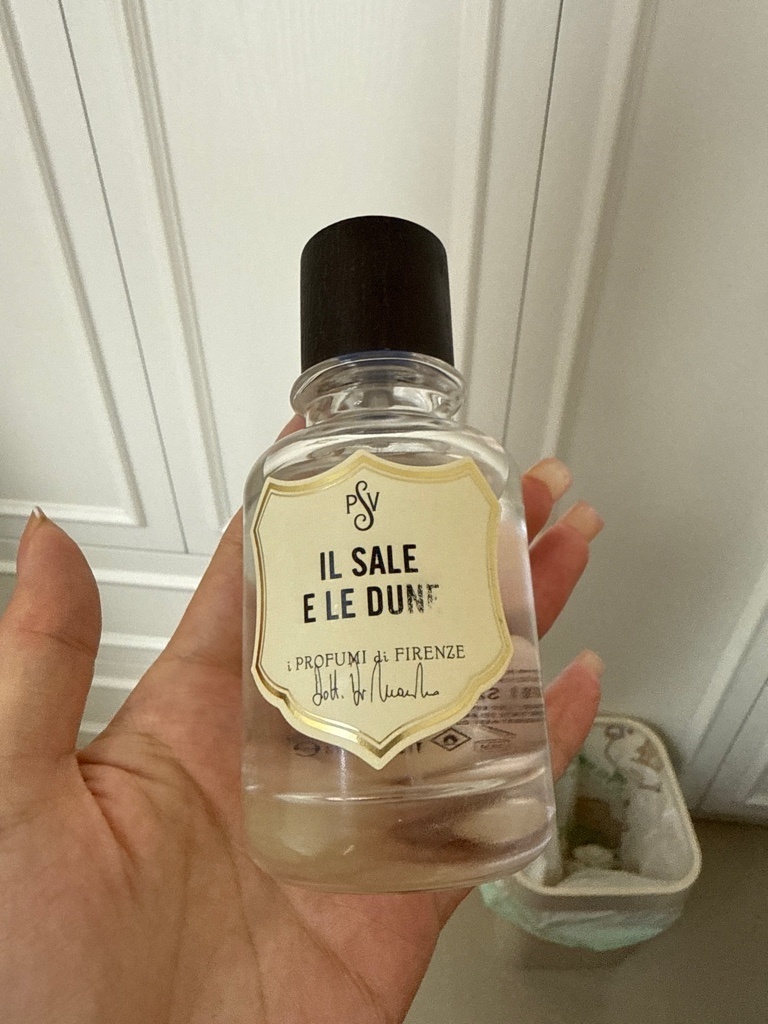 PSV
IL SALE
E LE DUNE
i PROFUMI di FIRENZE